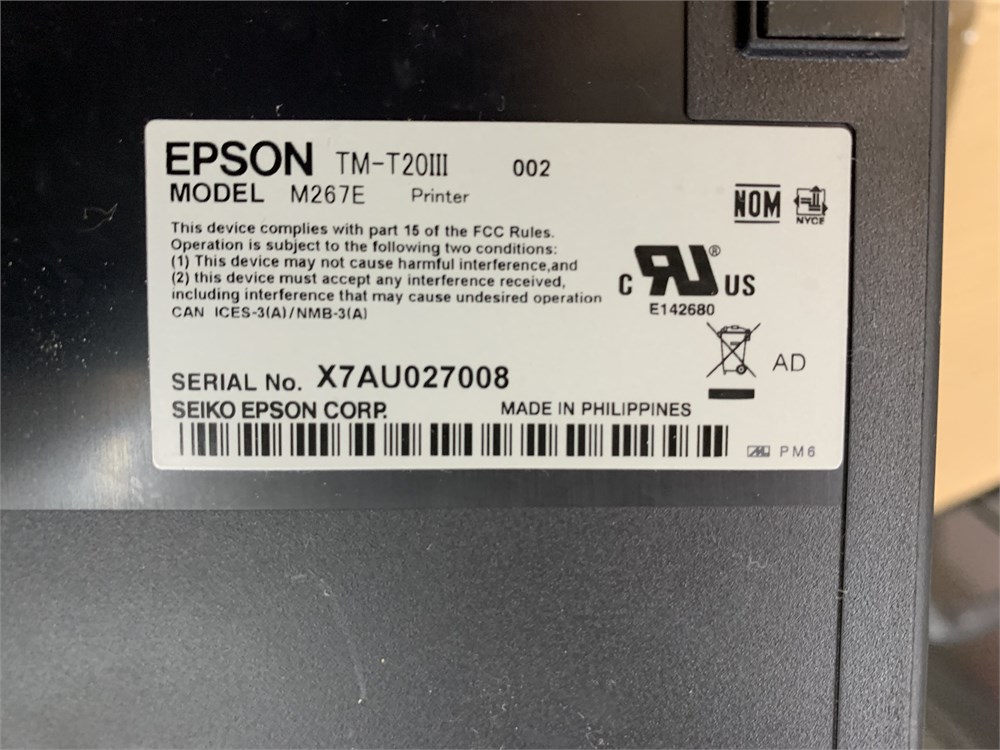 EPSON TM-T20III 002
MODEL M267E Printer
NOM NYCE
This device complies with part 15 of the FCC Rules.
Operation is subject to the following two conditions:
(1) This device may not cause harmful interference,and
(2) this device must accept any interference received,
including interference that may cause undesired operation
CAN ICES-3(A)/NMB-3(A)
C RU® US
E142680
AD
SERIAL No. X7AU027008
SEIKO EPSON CORP. MADE IN PHILIPPINES
PM6